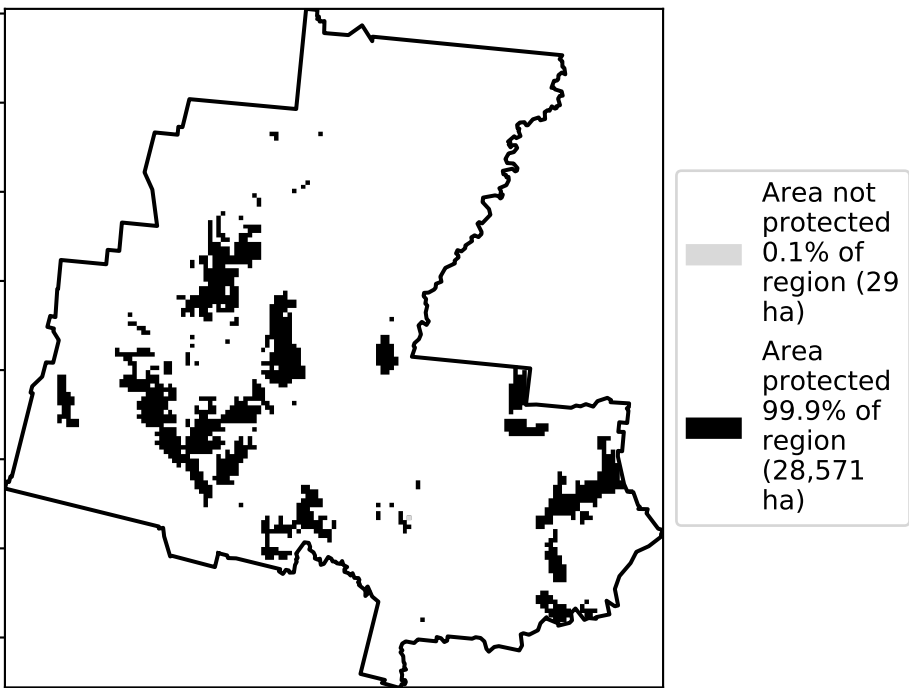 Area not
protected
0.1% of
region (29
ha)
Area
protected
99.9% of
region
(28,571
ha)